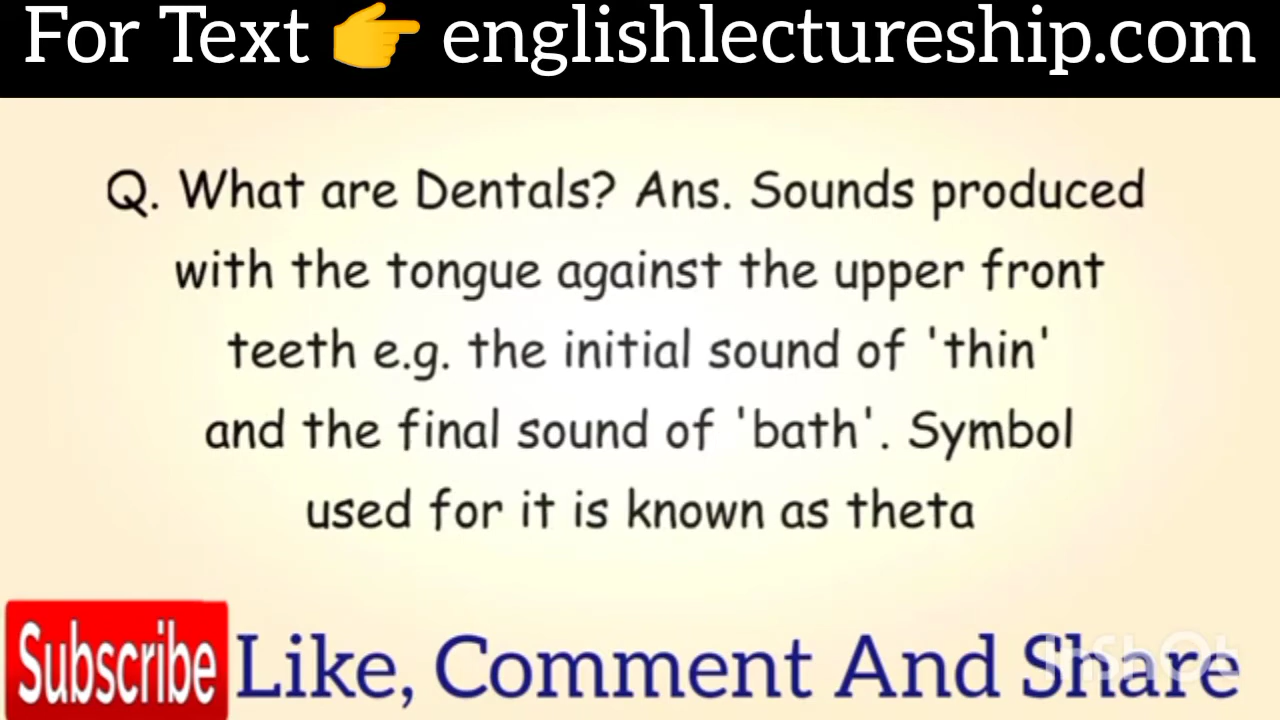 For Text 👉 englishlectureship.com
Q. What are Dentals? Ans. Sounds produced
with the tongue against the upper front
teeth e.g. the initial sound of 'thin'
and the final sound of 'bath'. Symbol
used for it is known as theta
Subscribe Like, Comment And Share
InShOt